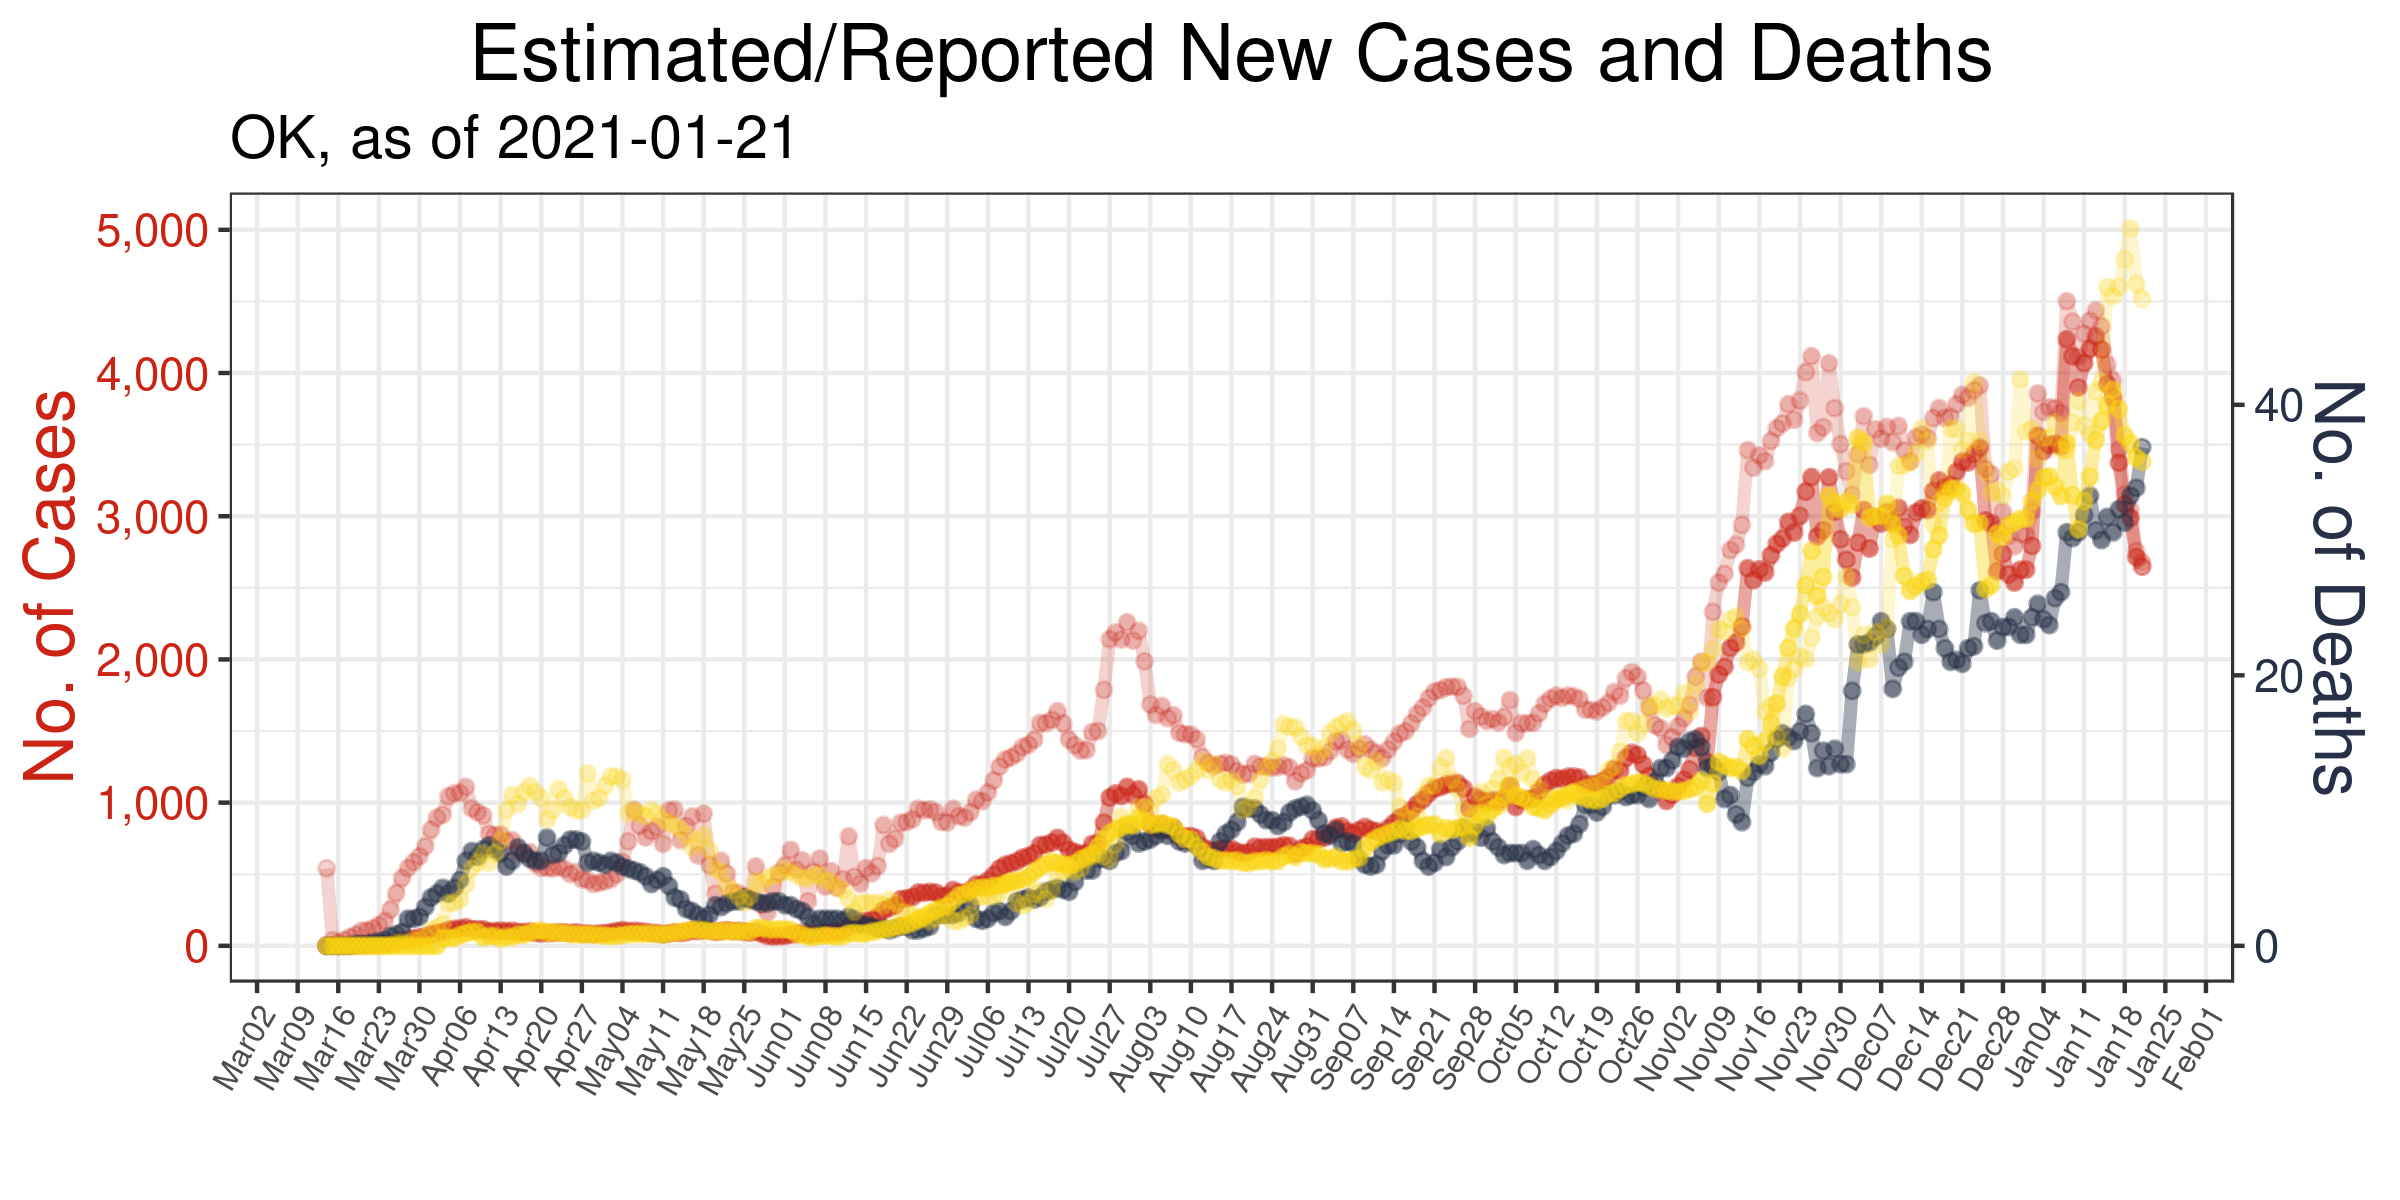 Estimated/Reported New Cases and Deaths
OK, as of 2021-01-21
No. of Cases
5,000
4,000
3,000
2,000
1,000
0
40
20
0
No. of Deaths
Mar02
Mar09
Mar16
Mar23
Mar30
Apr06
Apr13
Apr20
Apr27
May04
May11
May18
May25
Jun01
Jun08
Jun15
Jun22
Jun29
Jul06
Jul13
Jul20
Jul27
Aug03
Aug10
Aug17
Aug24
Aug31
Sep07
Sep14
Sep21
Sep28
Oct05
Oct12
Oct19
Oct26
Nov02
Nov09
Nov16
Nov23
Nov30
Dec07
Dec14
Dec21
Dec28
Jan04
Jan11
Jan18
Jan25
Feb01